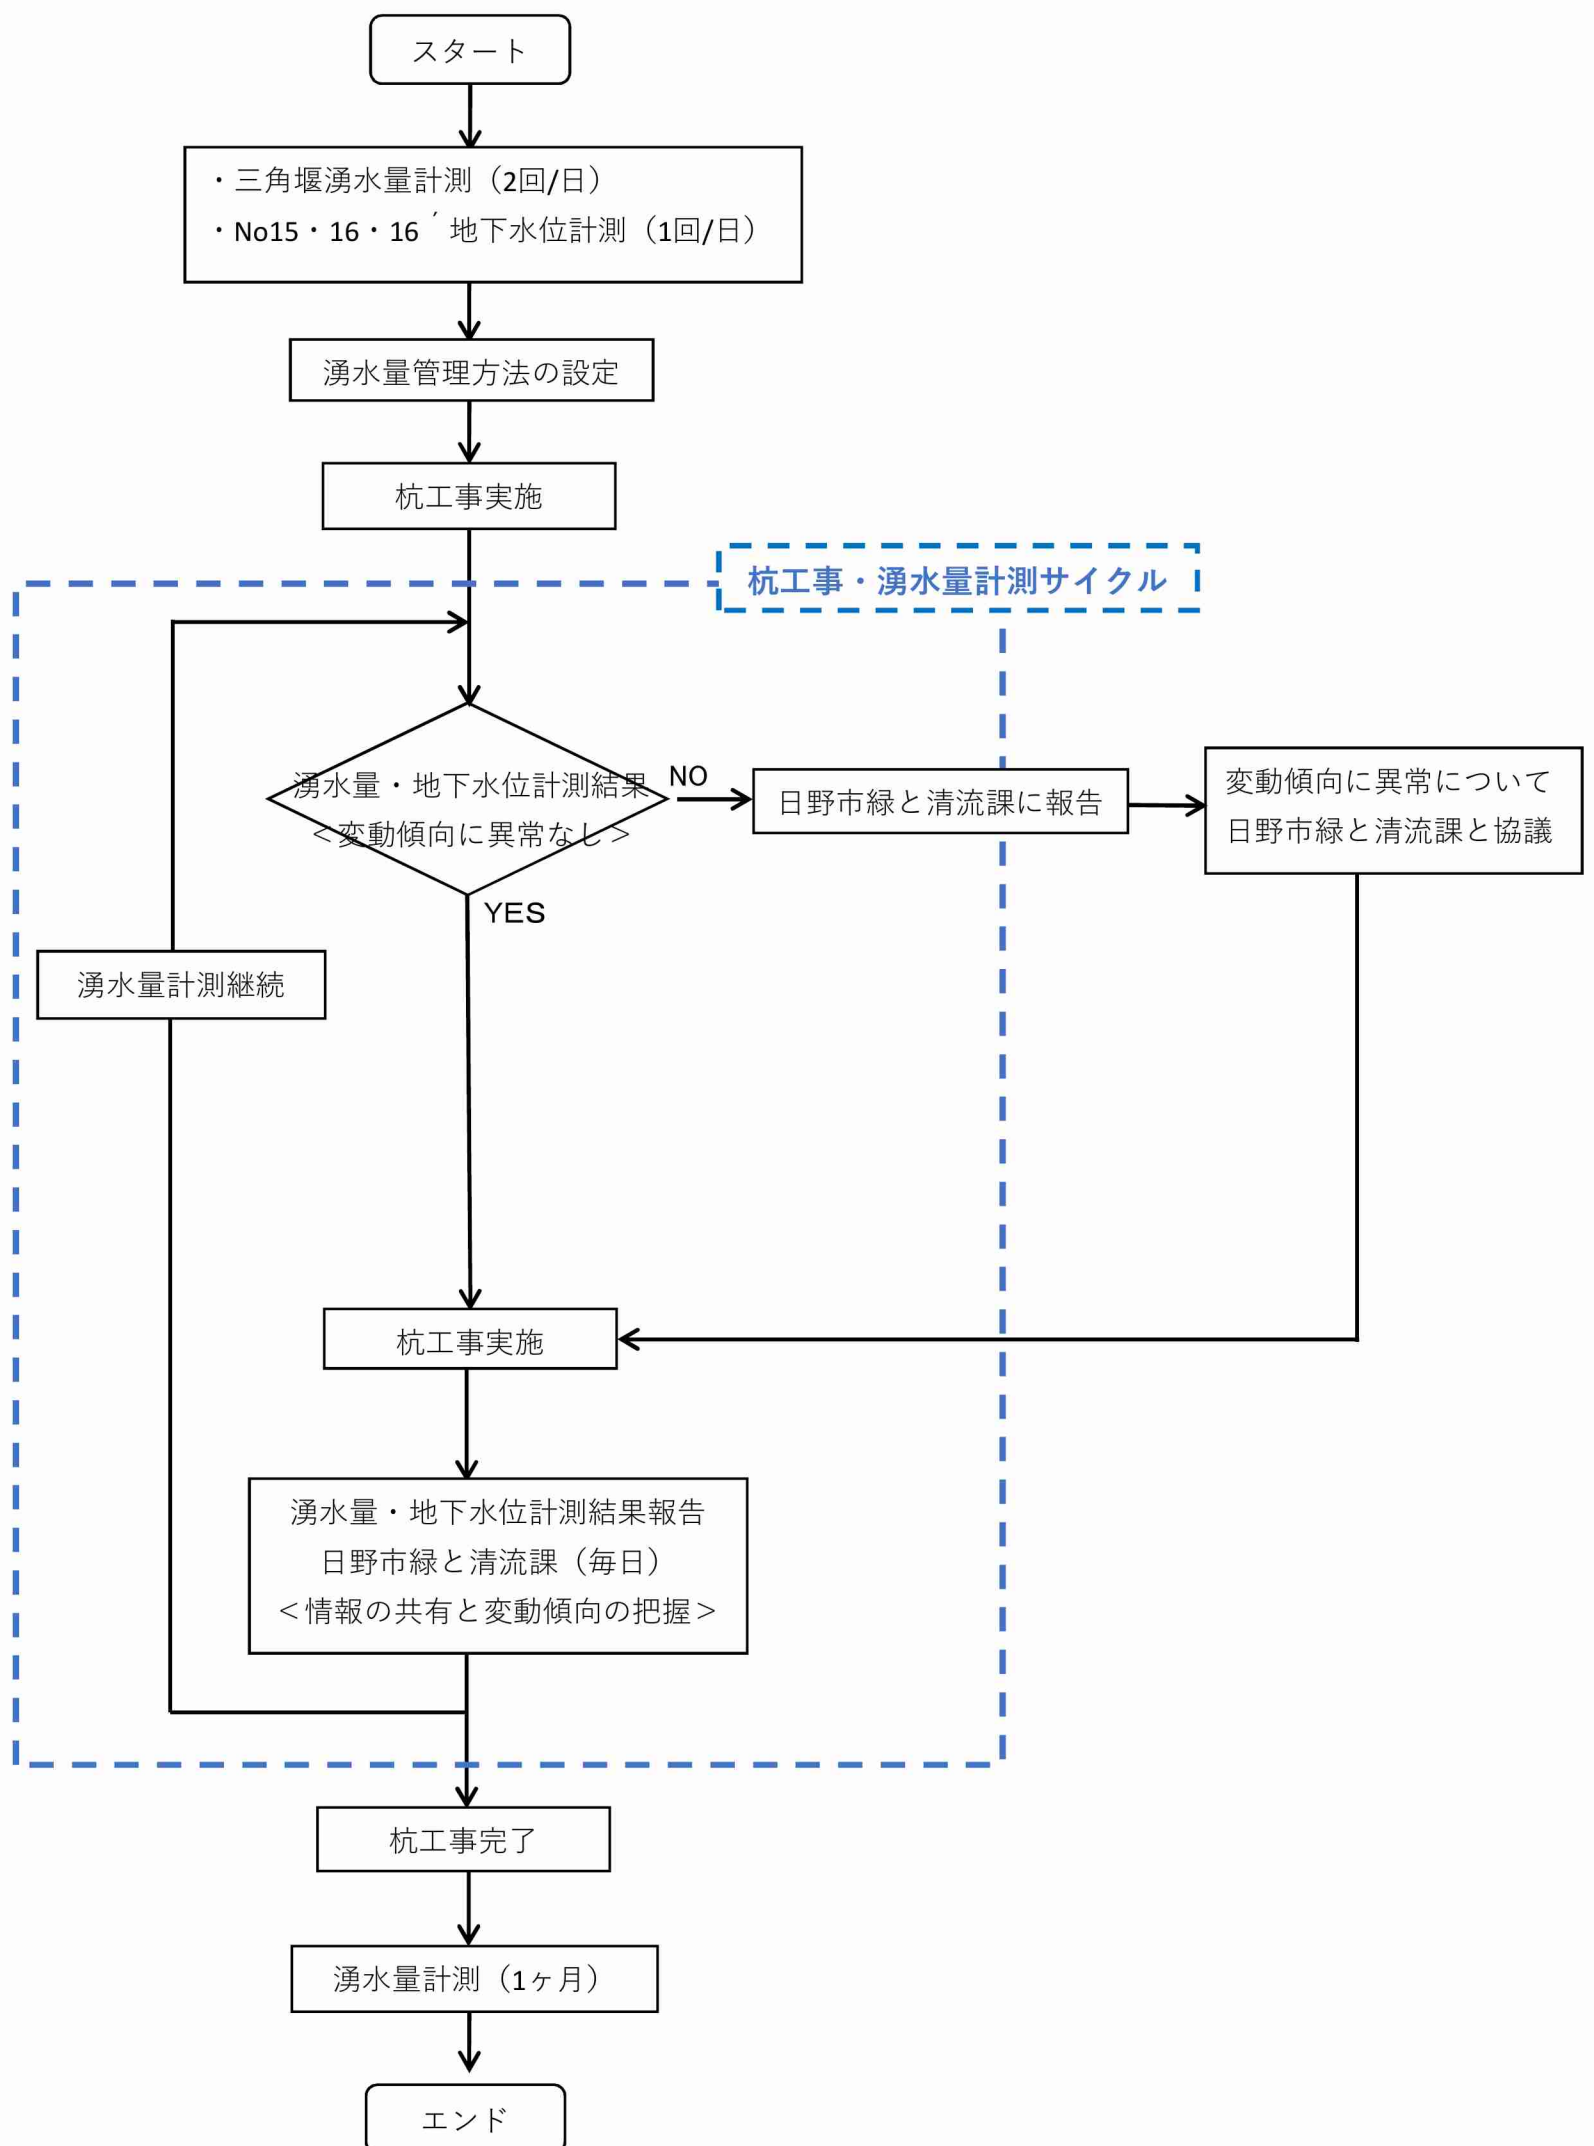 スタート
・三角堰湧水量計測（2回/日）
・No15・16・16´地下水位計測（1回/日）
湧水量管理方法の設定
杭工事実施
杭工事・湧水量計測サイクル
湧水量・地下水位計測結果
＜変動傾向に異常なし＞
NO
日野市緑と清流課に報告
変動傾向に異常について
日野市緑と清流課と協議
YES
湧水量計測継続
杭工事実施
湧水量・地下水位計測結果報告
日野市緑と清流課（毎日）
＜情報の共有と変動傾向の把握＞
杭工事完了
湧水量計測（1ヶ月）
エンド